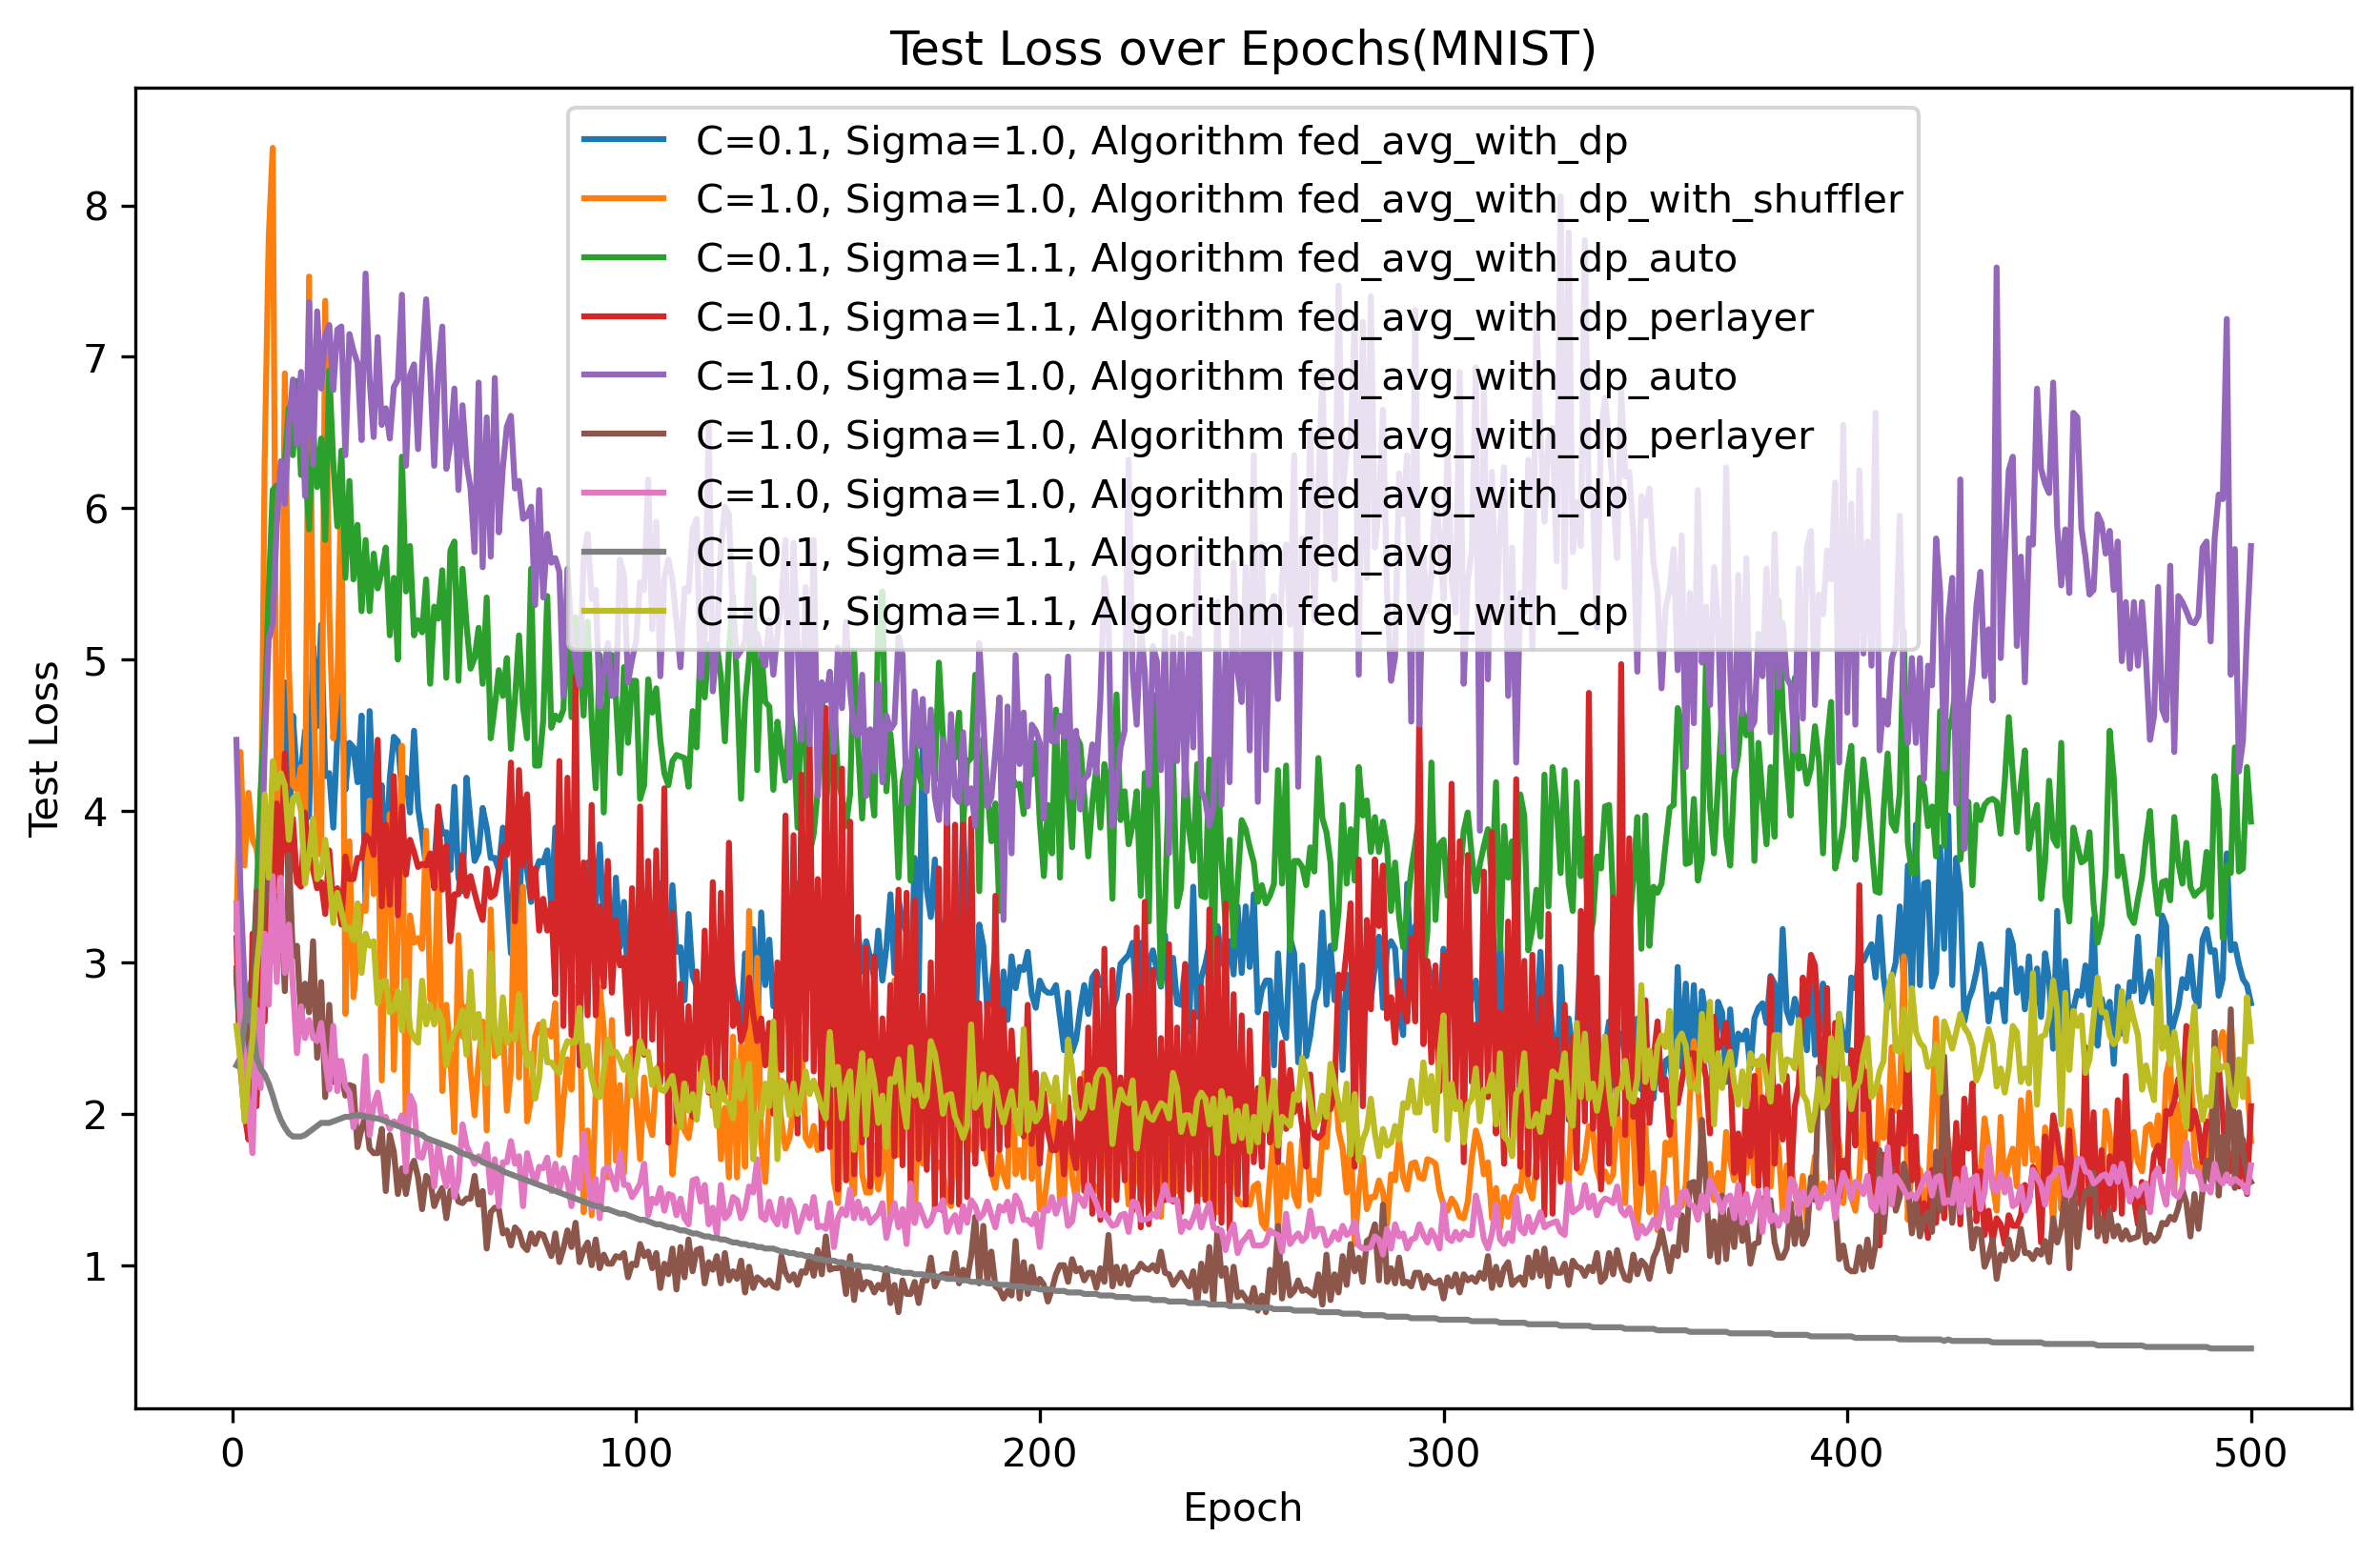 Test Loss over Epochs(MNIST)
C=0.1, Sigma=1.0, Algorithm fed_avg_with_dp
C=1.0, Sigma=1.0, Algorithm fed_avg_with_dp_with_shuffler
C=0.1, Sigma=1.1, Algorithm fed_avg_with_dp_auto
C=0.1, Sigma=1.1, Algorithm fed_avg_with_dp_perlayer
C=1.0, Sigma=1.0, Algorithm fed_avg_with_dp_auto
C=1.0, Sigma=1.0, Algorithm fed_avg_with_dp_perlayer
C=1.0, Sigma=1.0, Algorithm fed_avg_with_dp
C=0.1, Sigma=1.1, Algorithm fed_avg
C=0.1, Sigma=1.1, Algorithm fed_avg_with_dp
Test Loss
8
7
6
5
4
3
2
1
0 100 200 300 400 500
Epoch